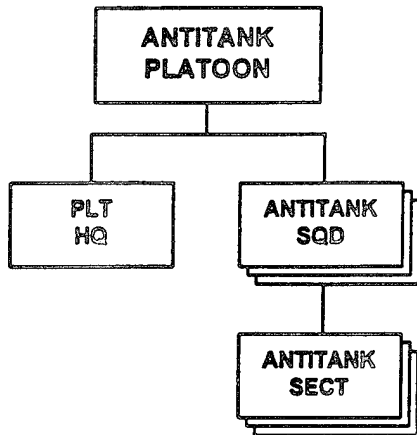 ANTITANK
PLATOON
PLT
HQ
ANTITANK
SQD
ANTITANK
SECT